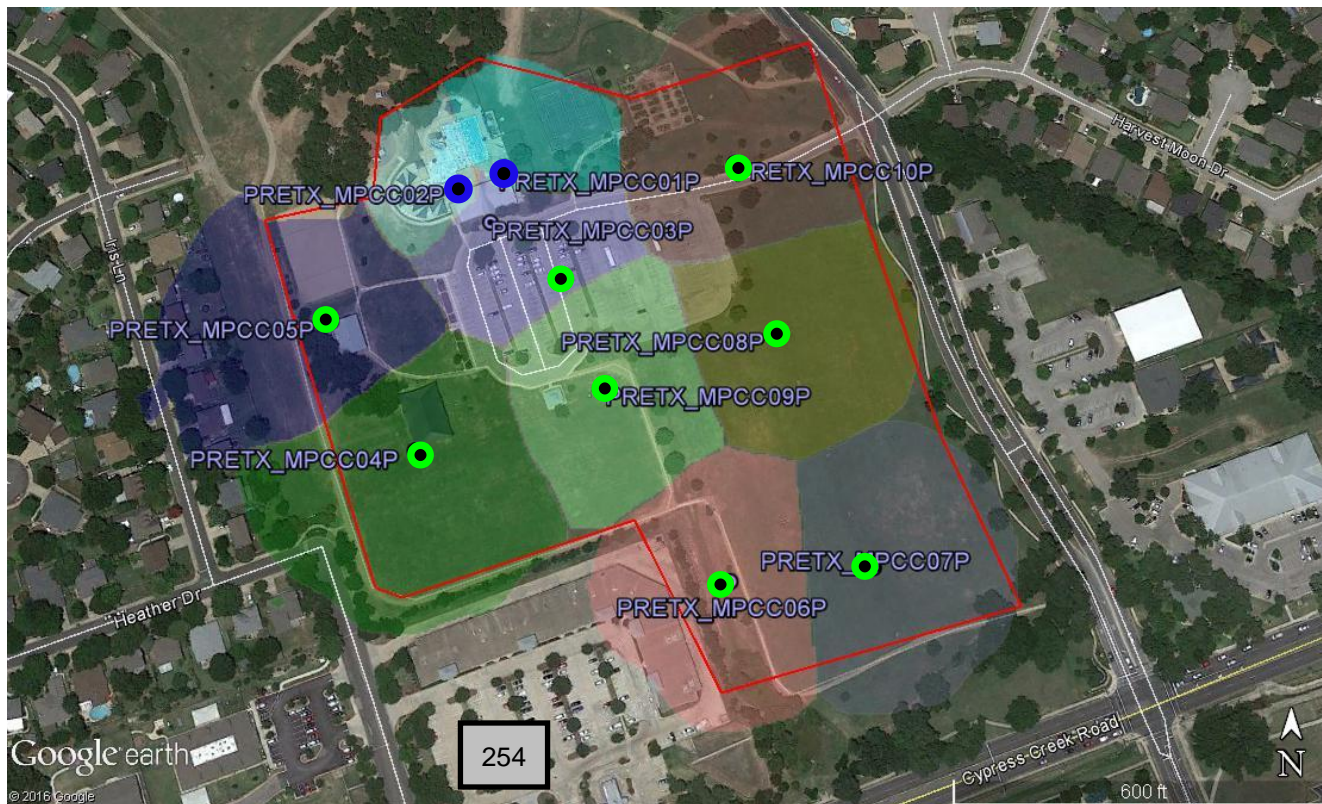 Harvest Moon Dr
PRETX_MPCC10P
RETX_MPCC01P
PRETX_MPCC02P
PRETX_MPCC03P
Iris Ln
PRETX_MPCC05P
PRETX_MPCC08P
PRETX_MPCC09P
PRETX_MPCC04P
PRETX_MPCC07P
PRETX_MPCC06P
Heather Dr
254
Cypress Creek Road
N
Google earth
© 2016 Google
600 ft